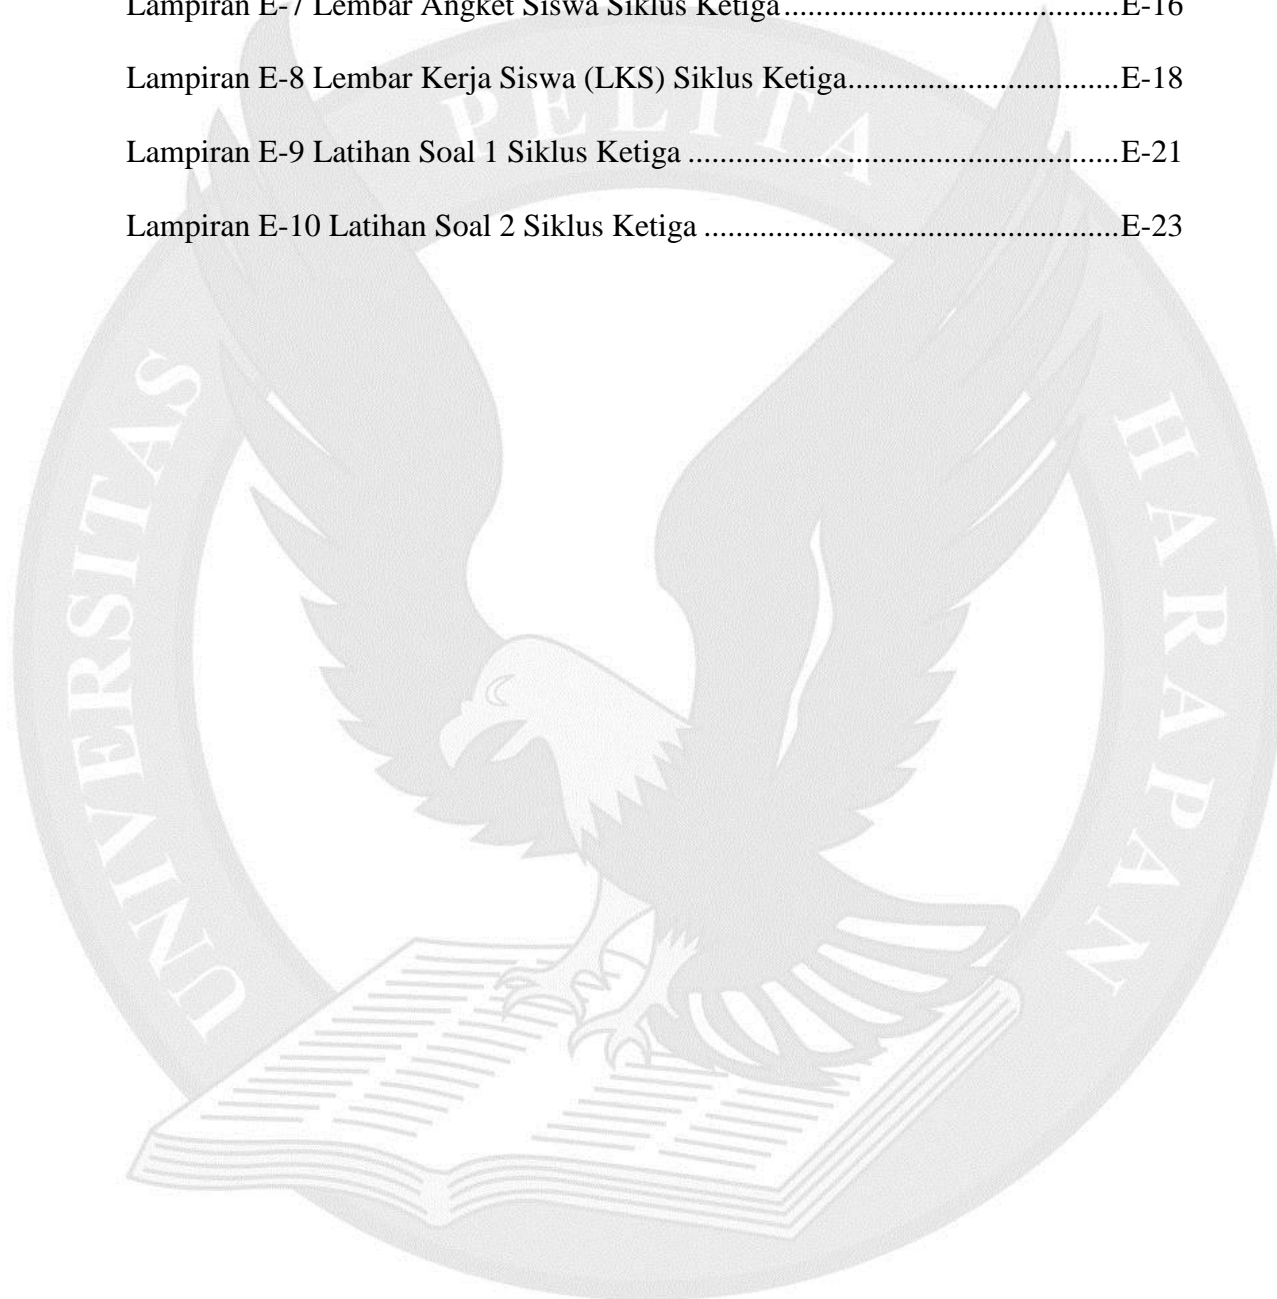 Lampiran E-7 Lembar Angket Siswa Siklus Ketiga..........................................E-16
Lampiran E-8 Lembar Kerja Siswa (LKS) Siklus Ketiga..................................E-18
Lampiran E-9 Latihan Soal 1 Siklus Ketiga .....................................................E-21
Lampiran E-10 Latihan Soal 2 Siklus Ketiga ...................................................E-23
UNIVERSITAS PELITA HARAPAN